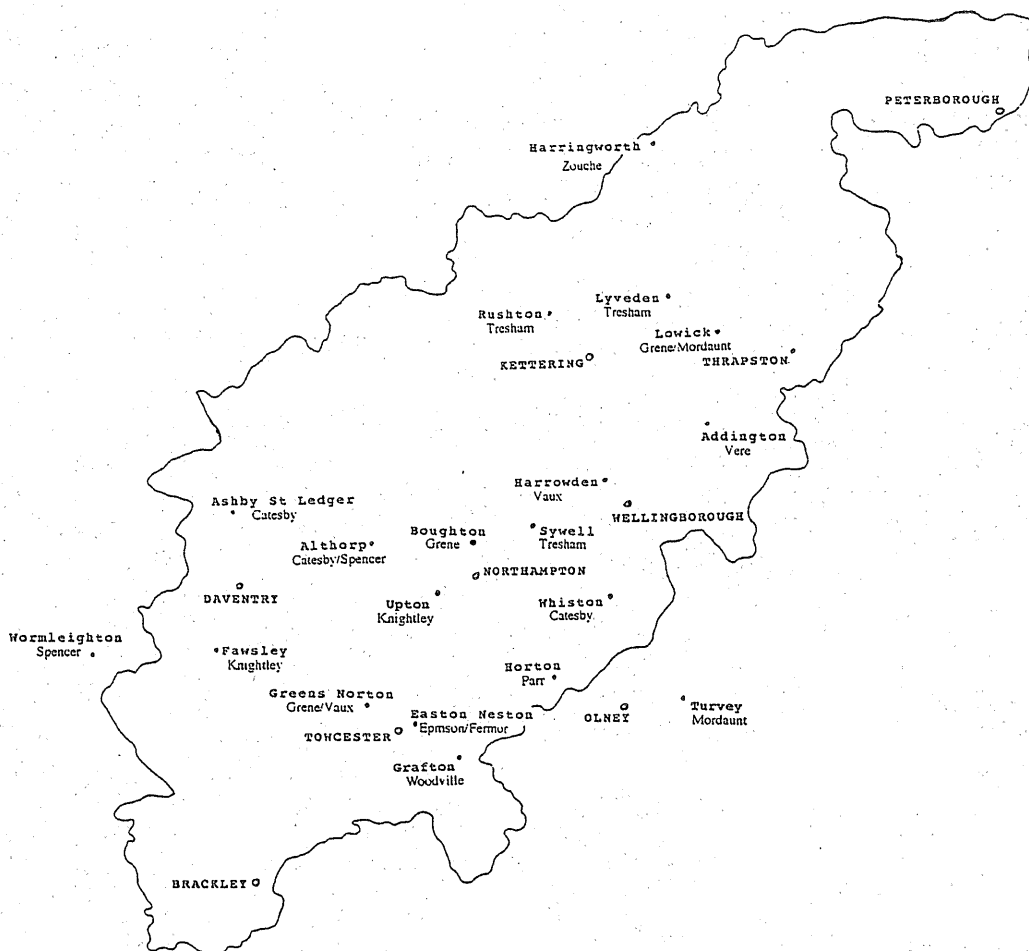 PETERBOROUGH
Harringworth
Zouche
Lyveden
Tresham
Rushton
Tresham
Lowick
Grene/Mordaunt
KETTERING
THRAPSTON
Addington
Vere
Harrowden
Vaux
Ashby St Ledger
Catesby
WELLINGBOROUGH
Boughton
Grene
Sywell
Tresham
Althorp
Catesby/Spencer
NORTHAMPTON
DAVENTRY
Upton
Knightley
Whiston
Catesby
Wormleighton
Spencer
Fawsley
Knightley
Horton
Parr
Greens Norton
Grene/Vaux
Turvey
Mordaunt
OLNEY
Easton Neston
Epmson/Fermor
TOWCESTER
Grafton
Woodville
BRACKLEY